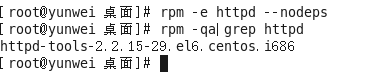 [root@yunwei 桌面]# rpm -e httpd --nodeps
[root@yunwei 桌面]# rpm -qa|grep httpd
httpd-tools-2.2.15-29.el6.centos.i686
[root@yunwei 桌面]#